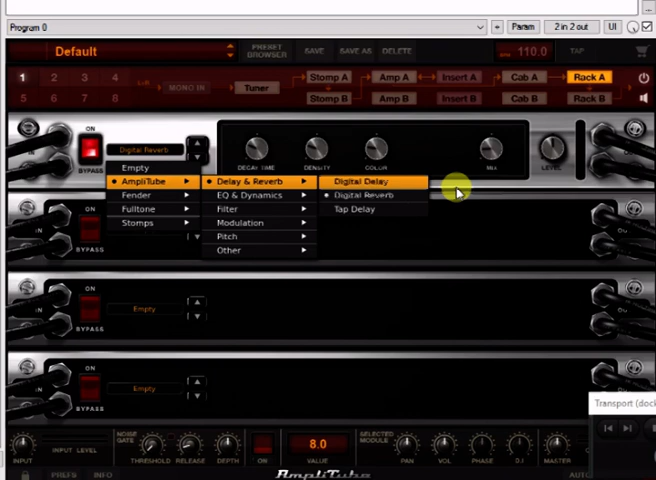 Program 0
+
Param
2 in 2 out
UI
Default
PRESET BROWSER
SAVE
SAVE AS
DELETE
110.0
TAP
1 2 3 4
5 6 7 8
MONO IN
Tuner
Stomp A
Amp A
Insert A
Cab A
Rack A
Stomp B
Amp B
Insert B
Cab B
Rack B
ON
BYPASS
Digital Reverb
DECAY TIME
DENSITY
COLOR
MIX
LEVEL
Empty
AmpliTube
Fender
Fulltone
Stomps
Delay & Reverb
EQ & Dynamics
Filter
Modulation
Pitch
Other
Digital Delay
Digital Reverb
Tap Delay
BYPASS
ON
Empty
BYPASS
ON
Empty
BYPASS
Transport (dock
INPUT
INPUT LEVEL
NOISE GATE
THRESHOLD
RELEASE
DEPTH
ON
8.0
VALUE
SELECTED MODULE
PAN
VOL
PHASE
D.I
MASTER
PREFS
INFO
AmpliTube